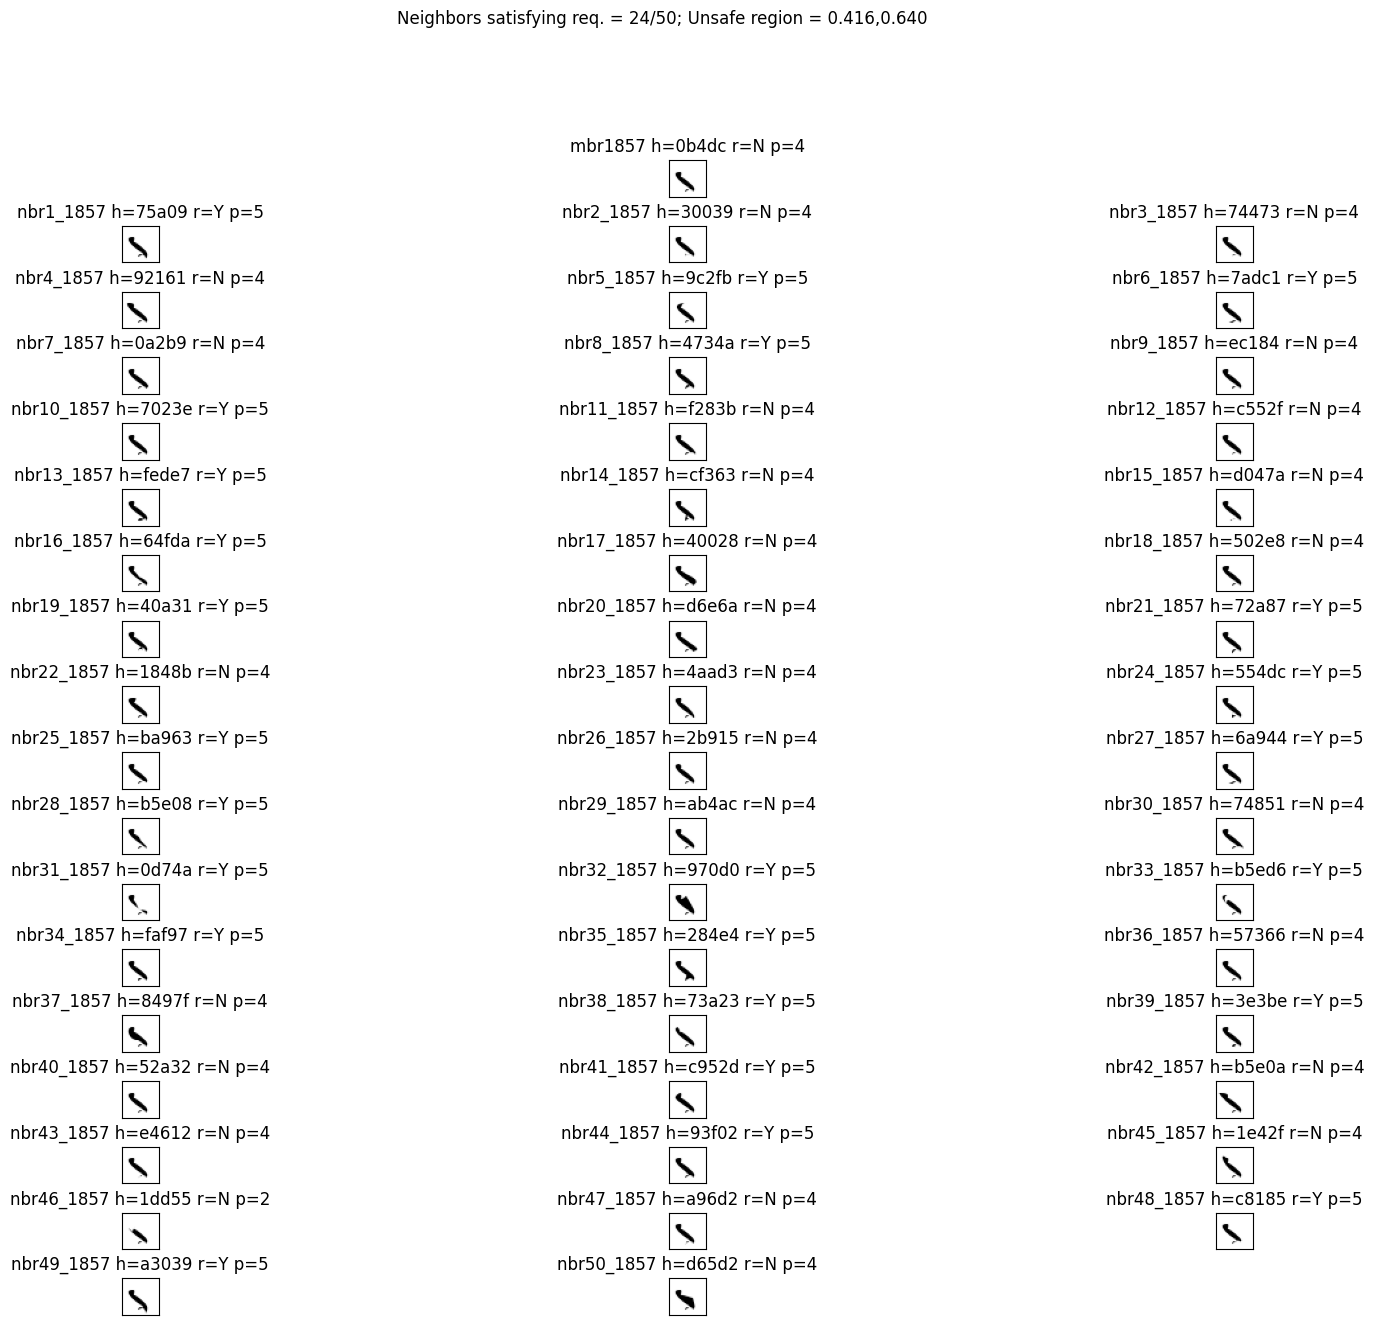 Neighbors satisfying req. = 24/50; Unsafe region = 0.416,0.640
mbr1857 h=0b4dc r=N p=4
nbr1_1857 h=75a09 r=Y p=5
nbr2_1857 h=30039 r=N p=4
nbr3_1857 h=74473 r=N p=4
nbr4_1857 h=92161 r=N p=4
nbr5_1857 h=9c2fb r=Y p=5
nbr6_1857 h=7adc1 r=Y p=5
nbr7_1857 h=0a2b9 r=N p=4
nbr8_1857 h=4734a r=Y p=5
nbr9_1857 h=ec184 r=N p=4
nbr10_1857 h=7023e r=Y p=5
nbr11_1857 h=f283b r=N p=4
nbr12_1857 h=c552f r=N p=4
nbr13_1857 h=fede7 r=Y p=5
nbr14_1857 h=cf363 r=N p=4
nbr15_1857 h=d047a r=N p=4
nbr16_1857 h=64fda r=Y p=5
nbr17_1857 h=40028 r=N p=4
nbr18_1857 h=502e8 r=N p=4
nbr19_1857 h=40a31 r=Y p=5
nbr20_1857 h=d6e6a r=N p=4
nbr21_1857 h=72a87 r=Y p=5
nbr22_1857 h=1848b r=N p=4
nbr23_1857 h=4aad3 r=N p=4
nbr24_1857 h=554dc r=Y p=5
nbr25_1857 h=ba963 r=Y p=5
nbr26_1857 h=2b915 r=N p=4
nbr27_1857 h=6a944 r=Y p=5
nbr28_1857 h=b5e08 r=Y p=5
nbr29_1857 h=ab4ac r=N p=4
nbr30_1857 h=74851 r=N p=4
nbr31_1857 h=0d74a r=Y p=5
nbr32_1857 h=970d0 r=Y p=5
nbr33_1857 h=b5ed6 r=Y p=5
nbr34_1857 h=faf97 r=Y p=5
nbr35_1857 h=284e4 r=Y p=5
nbr36_1857 h=57366 r=N p=4
nbr37_1857 h=8497f r=N p=4
nbr38_1857 h=73a23 r=Y p=5
nbr39_1857 h=3e3be r=Y p=5
nbr40_1857 h=52a32 r=N p=4
nbr41_1857 h=c952d r=Y p=5
nbr42_1857 h=b5e0a r=N p=4
nbr43_1857 h=e4612 r=N p=4
nbr44_1857 h=93f02 r=Y p=5
nbr45_1857 h=1e42f r=N p=4
nbr46_1857 h=1dd55 r=N p=2
nbr47_1857 h=a96d2 r=N p=4
nbr48_1857 h=c8185 r=Y p=5
nbr49_1857 h=a3039 r=Y p=5
nbr50_1857 h=d65d2 r=N p=4